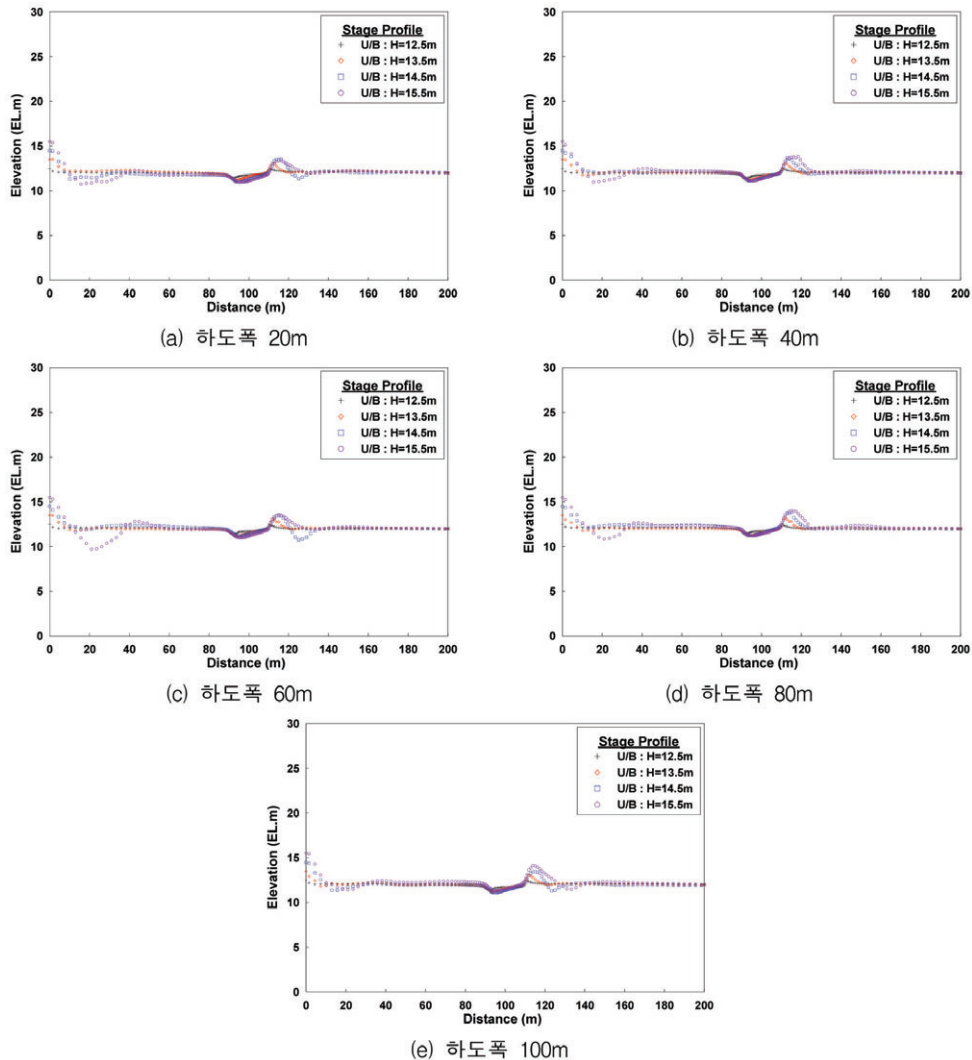 30
25
20
15
10
5
0
Elevation (EL.m)
Stage Profile
U/B : H=12.5m
U/B : H=13.5m
U/B : H=14.5m
U/B : H=15.5m
0 20 40 60 80 100 120 140 160 180 200
Distance (m)
(a) 하도폭 20m
30
25
20
15
10
5
0
Elevation (EL.m)
Stage Profile
U/B : H=12.5m
U/B : H=13.5m
U/B : H=14.5m
U/B : H=15.5m
0 20 40 60 80 100 120 140 160 180 200
Distance (m)
(b) 하도폭 40m
30
25
20
15
10
5
0
Elevation (EL.m)
Stage Profile
U/B : H=12.5m
U/B : H=13.5m
U/B : H=14.5m
U/B : H=15.5m
0 20 40 60 80 100 120 140 160 180 200
Distance (m)
(c) 하도폭 60m
30
25
20
15
10
5
0
Elevation (EL.m)
Stage Profile
U/B : H=12.5m
U/B : H=13.5m
U/B : H=14.5m
U/B : H=15.5m
0 20 40 60 80 100 120 140 160 180 200
Distance (m)
(d) 하도폭 80m
30
25
20
15
10
5
0
Elevation (EL.m)
Stage Profile
U/B : H=12.5m
U/B : H=13.5m
U/B : H=14.5m
U/B : H=15.5m
0 20 40 60 80 100 120 140 160 180 200
Distance (m)
(e) 하도폭 100m